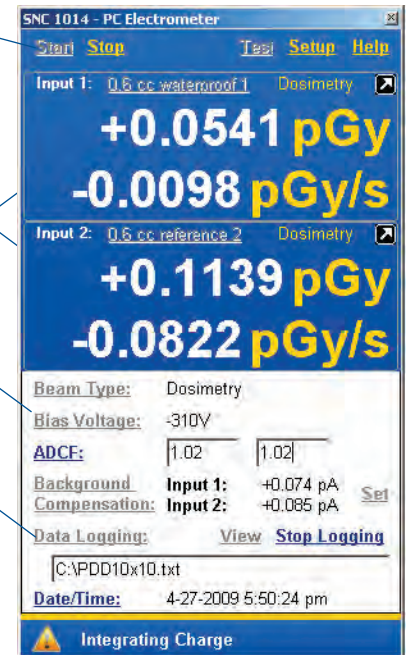 SNC 1014 - PC Electrometer
Start Stop Test Setup Help
Input 1: 0.6 cc waterproof 1 Dosimetry
+0.0541 pGy
-0.0098 pGy/s
Input 2: 0.6 cc reference 2 Dosimetry
+0.1139 pGy
-0.0822 pGy/s
Beam Type: Dosimetry
Bias Voltage: -310V
ADCF: 1.02 1.02
Background Input 1: +0.074 pA
Compensation: Input 2: +0.085 pA Set
Data Logging: View Stop Logging
C:\PDD10x10.txt
Date/Time: 4-27-2009 5:50:24 pm
Integrating Charge